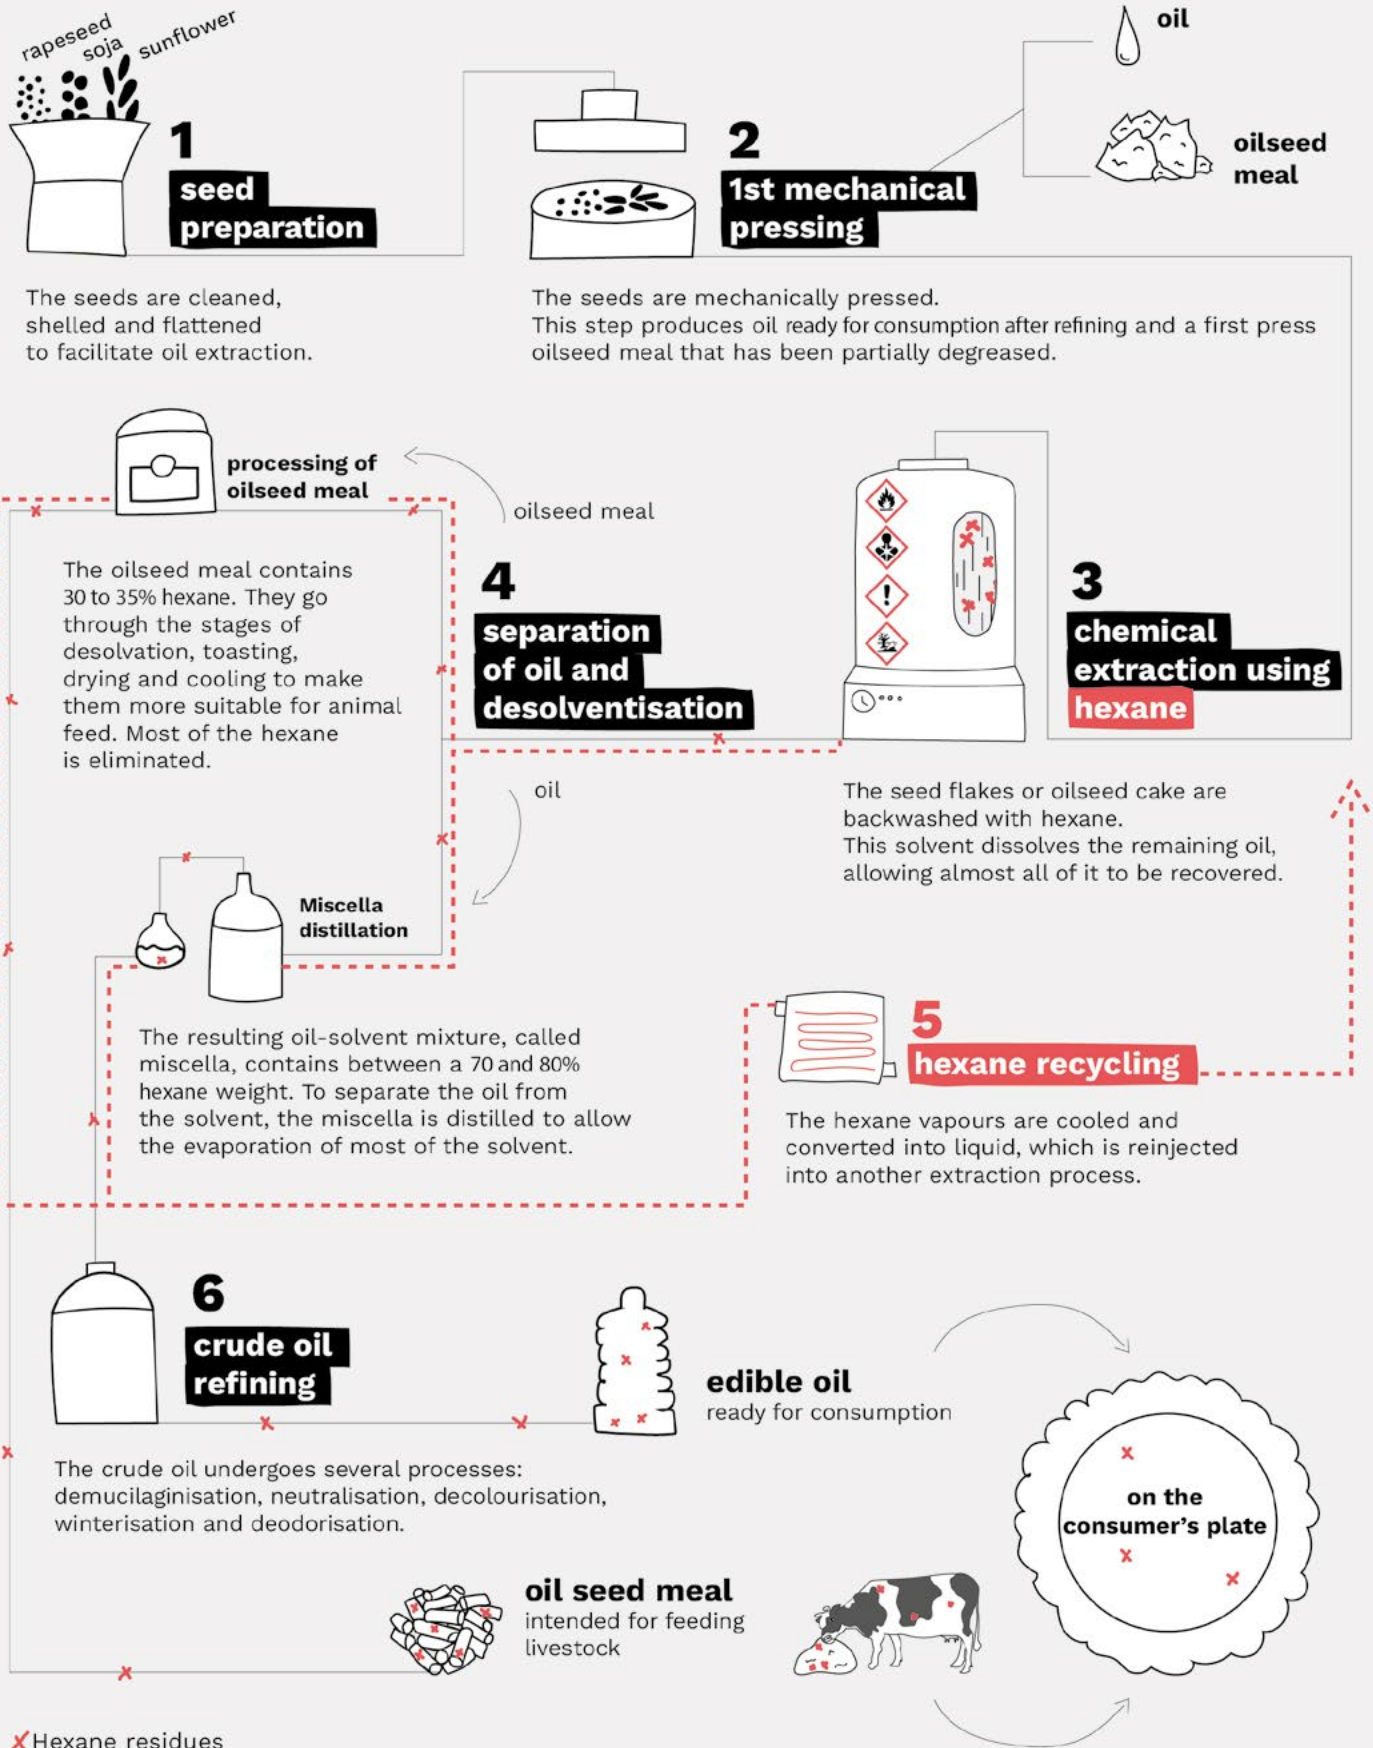 rapeseed
soja
sunflower
1
seed
preparation
The seeds are cleaned,
shelled and flattened
to facilitate oil extraction.
2
1st mechanical
pressing
oil
oilseed
meal
The seeds are mechanically pressed.
This step produces oil ready for consumption after refining and a first press
oilseed meal that has been partially degreased.
3
chemical
extraction using
hexane
The seed flakes or oilseed cake are
backwashed with hexane.
This solvent dissolves the remaining oil,
allowing almost all of it to be recovered.
4
separation
of oil and
desolventisation
oilseed meal
processing of
oilseed meal
The oilseed meal contains
30 to 35% hexane. They go
through the stages of
desolvation, toasting,
drying and cooling to make
them more suitable for animal
feed. Most of the hexane
is eliminated.
oil
Miscella
distillation
The resulting oil-solvent mixture, called
miscella, contains between a 70 and 80%
hexane weight. To separate the oil from
the solvent, the miscella is distilled to allow
the evaporation of most of the solvent.
5
hexane recycling
The hexane vapours are cooled and
converted into liquid, which is reinjected
into another extraction process.
6
crude oil
refining
The crude oil undergoes several processes:
demucilaginisation, neutralisation, decolourisation,
winterisation and deodorisation.
edible oil
ready for consumption
oil seed meal
intended for feeding
livestock
on the
consumer's plate
Hexane residues